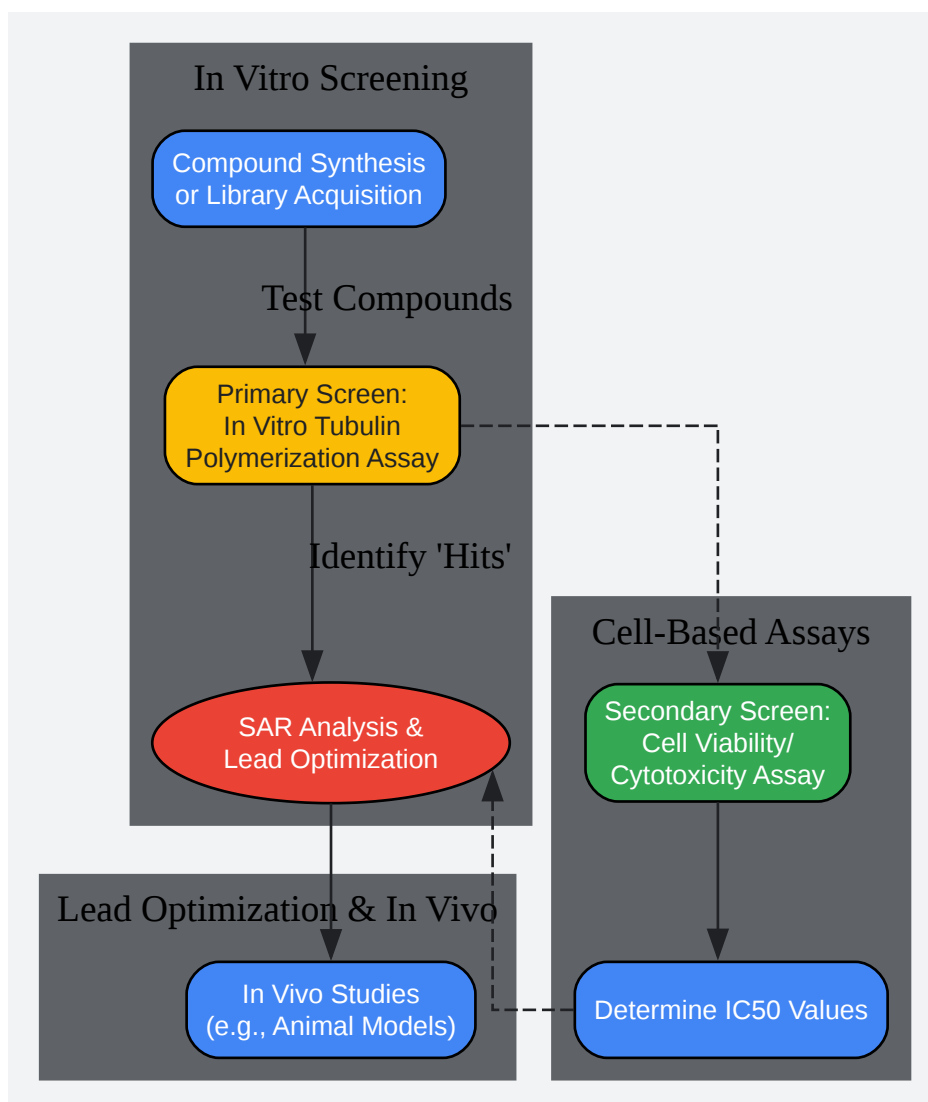 In Vitro Screening
Compound Synthesis
or Library Acquisition
Test Compounds
Primary Screen:
In Vitro Tubulin
Polymerization Assay
Identify 'Hits'
SAR Analysis &
Lead Optimization
Cell-Based Assays
Secondary Screen:
Cell Viability/
Cytotoxicity Assay
Determine IC50 Values
Lead Optimization & In Vivo
In Vivo Studies
(e.g., Animal Models)